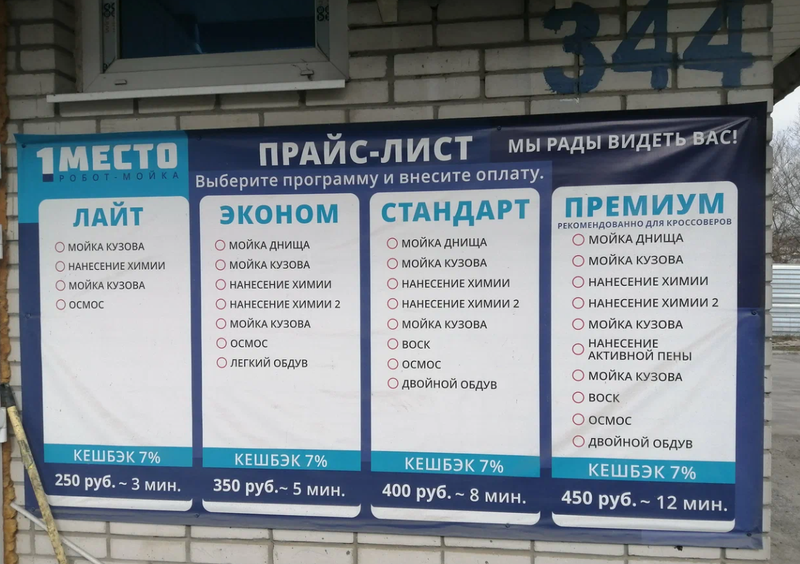 344
1МЕСТО
РОБОТ-МОЙКА
ПРАЙС-ЛИСТ
МЫ РАДЫ ВИДЕТЬ ВАС!
Выберите программу и внесите оплату.
ЛАЙТ
МОЙКА КУЗОВА
НАНЕСЕНИЕ ХИМИИ
МОЙКА КУЗОВА
ОСМОС
КЕШБЭК 7%
250 руб.~ 3 мин.
ЭКОНОМ
МОЙКА ДНИЩА
МОЙКА КУЗОВА
НАНЕСЕНИЕ ХИМИИ
НАНЕСЕНИЕ ХИМИИ 2
МОЙКА КУЗОВА
ОСМОС
ЛЕГКИЙ ОБДУВ
КЕШБЭК 7%
350 руб.~ 5 мин.
СТАНДАРТ
МОЙКА ДНИЩА
МОЙКА КУЗОВА
НАНЕСЕНИЕ ХИМИИ
НАНЕСЕНИЕ ХИМИИ 2
МОЙКА КУЗОВА
ВОСК
ОСМОС
ДВОЙНОЙ ОБДУВ
КЕШБЭК 7%
400 руб.~ 8 мин.
ПРЕМИУМ
РЕКОМЕНДОВАННО ДЛЯ КРОССОВЕРОВ
МОЙКА ДНИЩА
МОЙКА КУЗОВА
НАНЕСЕНИЕ ХИМИИ
НАНЕСЕНИЕ ХИМИИ 2
МОЙКА КУЗОВА
НАНЕСЕНИЕ
АКТИВНОЙ ПЕНЫ
МОЙКА КУЗОВА
ВОСК
ОСМОС
ДВОЙНОЙ ОБДУВ
КЕШБЭК 7%
450 руб.~ 12 мин.